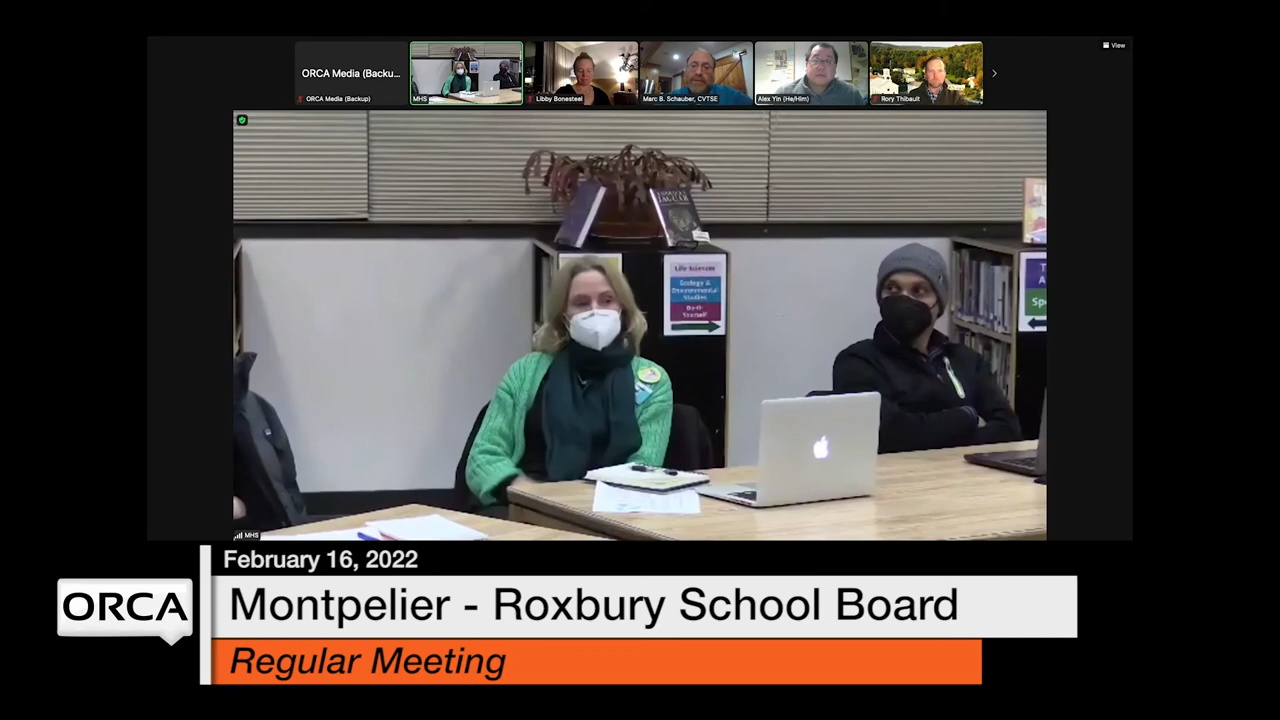 ORCA Media (Backu...
View
ORCA Media (Backup)
MHS
Libby Bonesteel
Marc B. Schauber, CVTSE
Alex Yin (He/Him)
Rory Thibault
JAGUAR
Life Sciences
Ecology &
Environmental
Studies
Do-It-
Yourself
MHS
February 16, 2022
ORCA
Montpelier - Roxbury School Board
Regular Meeting